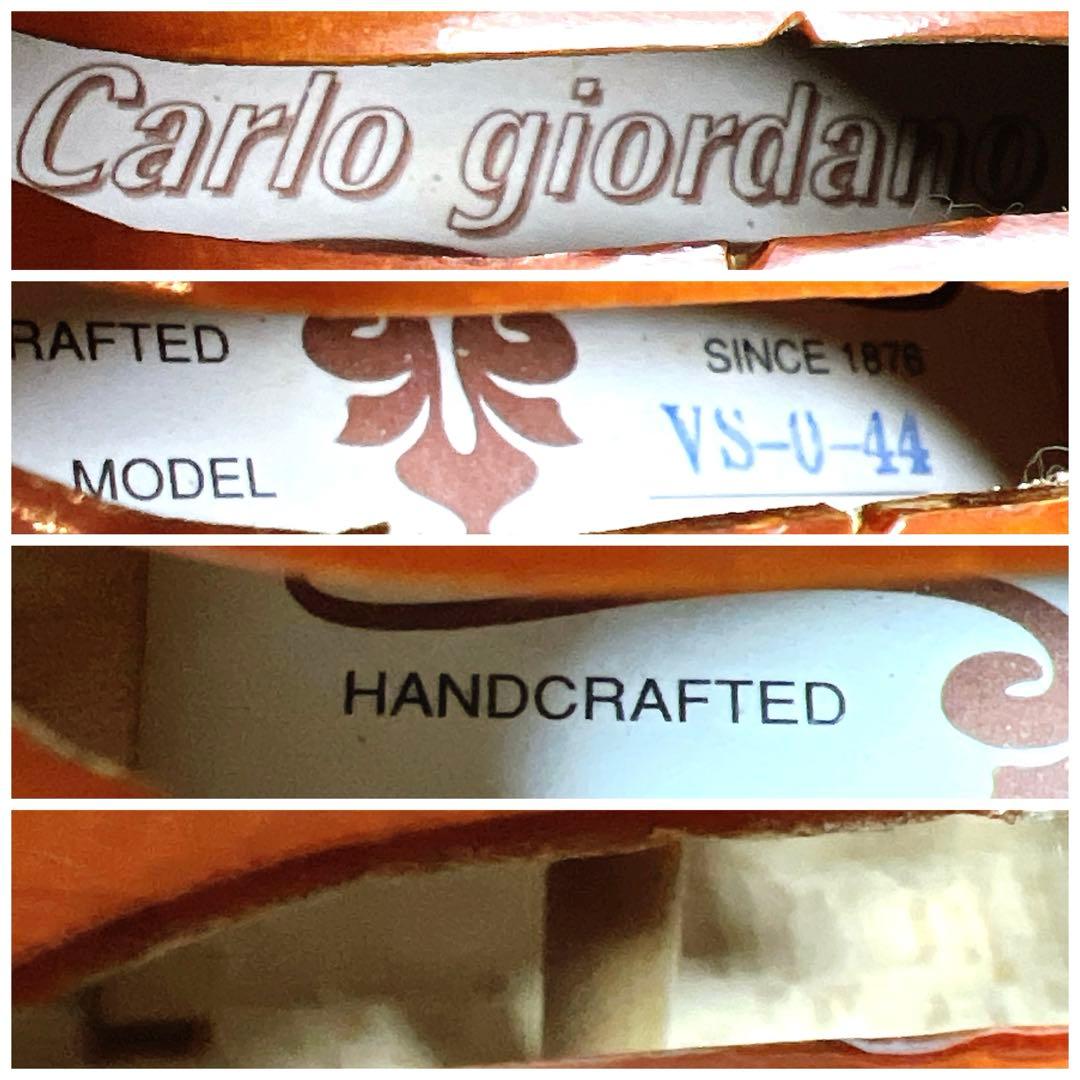 Carlo giordano
RAFTED
SINCE 1876
MODEL
VS-0-44
HANDCRAFTED